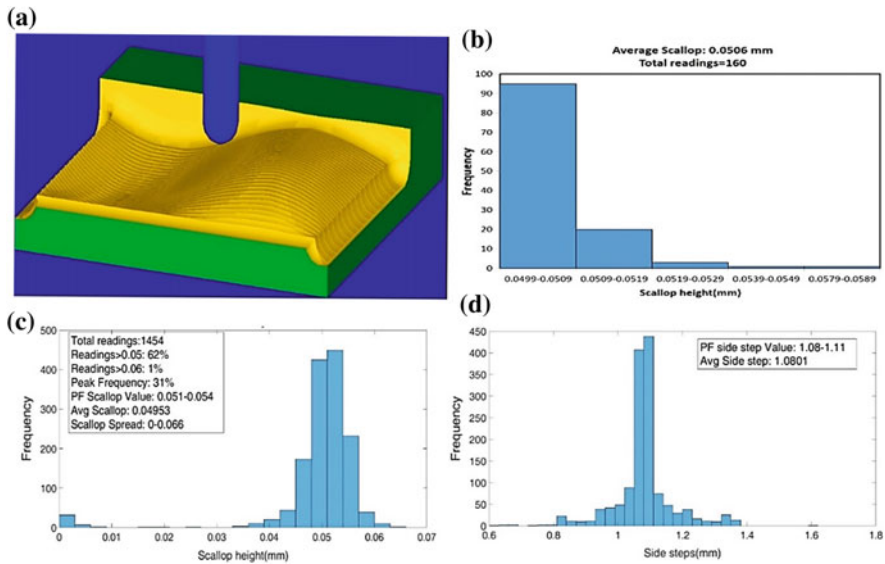 (a)
(b)
Average Scallop: 0.0506 mm
Total readings=160
100
90
80
70
60
50
40
30
20
10
0
Frequency
0.0499-0.0509 0.0509-0.0519 0.0519-0.0529 0.0539-0.0549 0.0579-0.0589
Scallop height(mm)
(c)
500
400
300
200
100
0
Frequency
Total readings:1454
Readings>0.05: 62%
Readings>0.06: 1%
Peak Frequency: 31%
PF Scallop Value: 0.051-0.054
Avg Scallop: 0.04953
Scallop Spread: 0-0.066
0 0.01 0.02 0.03 0.04 0.05 0.06 0.07
Scallop height(mm)
(d)
450
400
350
300
250
200
150
100
50
0
Frequency
PF side step Value: 1.08-1.11
Avg Side step: 1.0801
0.6 0.8 1 1.2 1.4 1.6 1.8
Side steps(mm)